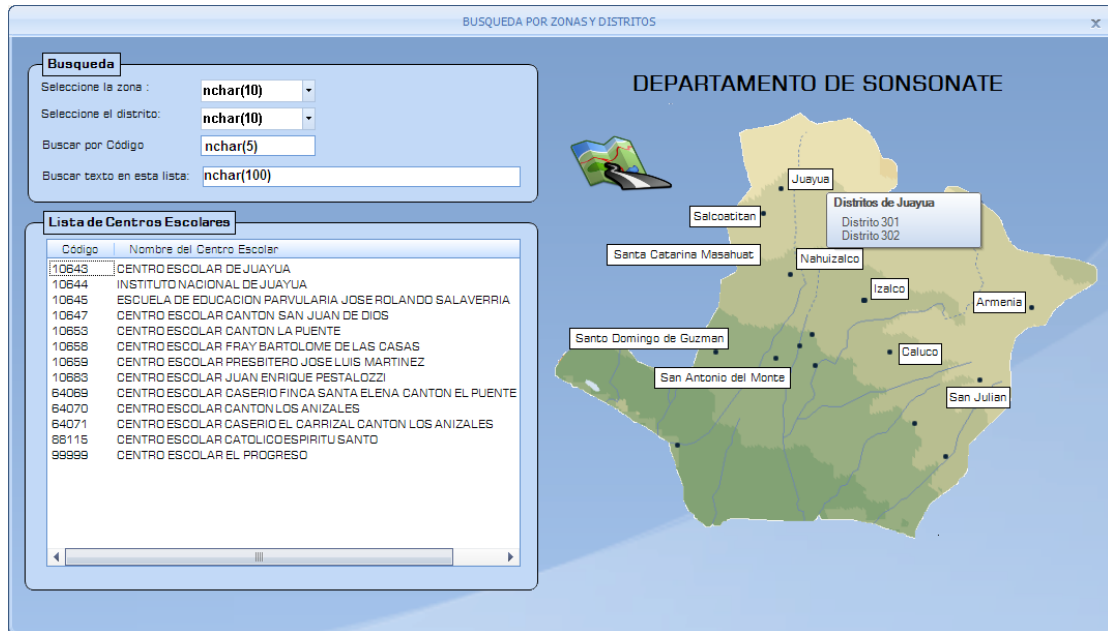 BUSQUEDA POR ZONAS Y DISTRITOS
x
Busqueda
Seleccione la zona :
nchar(10)
Seleccione el distrito:
nchar(10)
Buscar por Código
nchar(5)
Buscar texto en esta lista:
nchar(100)
Lista de Centros Escolares
Código Nombre del Centro Escolar
10643 CENTRO ESCOLAR DE JUAYUA
10644 INSTITUTO NACIONAL DE JUAYUA
10645 ESCUELA DE EDUCACION PARVULARIA JOSE ROLANDO SALAVERRIA
10647 CENTRO ESCOLAR CANTON SAN JUAN DE DIOS
10653 CENTRO ESCOLAR CANTON LA PUENTE
10658 CENTRO ESCOLAR FRAY BARTOLOME DE LAS CASAS
10659 CENTRO ESCOLAR PRESBITERO JOSE LUIS MARTINEZ
10683 CENTRO ESCOLAR JUAN ENRIQUE PESTALOZZI
64069 CENTRO ESCOLAR CASERIO FINCA SANTA ELENA CANTON EL PUENTE
64070 CENTRO ESCOLAR CANTON LOS ANIZALES
64071 CENTRO ESCOLAR CASERIO EL CARRIZAL CANTON LOS ANIZALES
88115 CENTRO ESCOLAR CATOLICO ESPIRITU SANTO
99999 CENTRO ESCOLAR EL PROGRESO
DEPARTAMENTO DE SONSONATE
Juayua
Distritos de Juayua
Distrito 301
Distrito 302
Salcoatitan
Santa Catarina Masahuat
Nahuizalco
Izalco
Armenia
Santo Domingo de Guzman
Caluco
San Antonio del Monte
San Julian